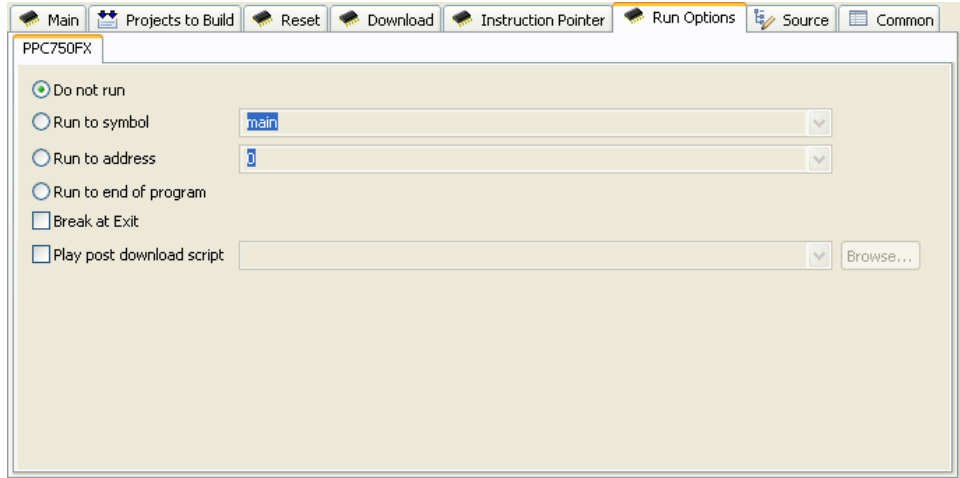 Main Projects to Build Reset Download Instruction Pointer Run Options Source Common
PPC750FX
Do not run
Run to symbol main
Run to address 0
Run to end of program
Break at Exit
Play post download script Browse...